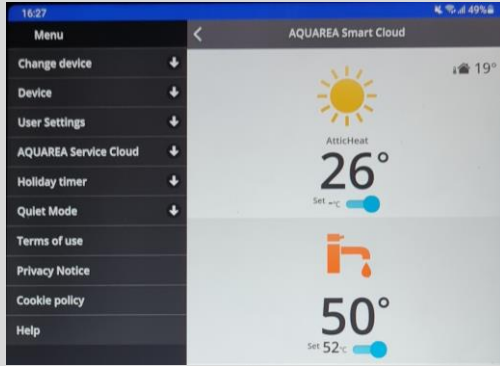 16:27
49%
Menu
AQUAREA Smart Cloud
Change device
Device
User Settings
AQUAREA Service Cloud
Holiday timer
Quiet Mode
Terms of use
Privacy Notice
Cookie policy
Help
19°
AtticHeat
26°
Set --°C
50°
Set 52°C